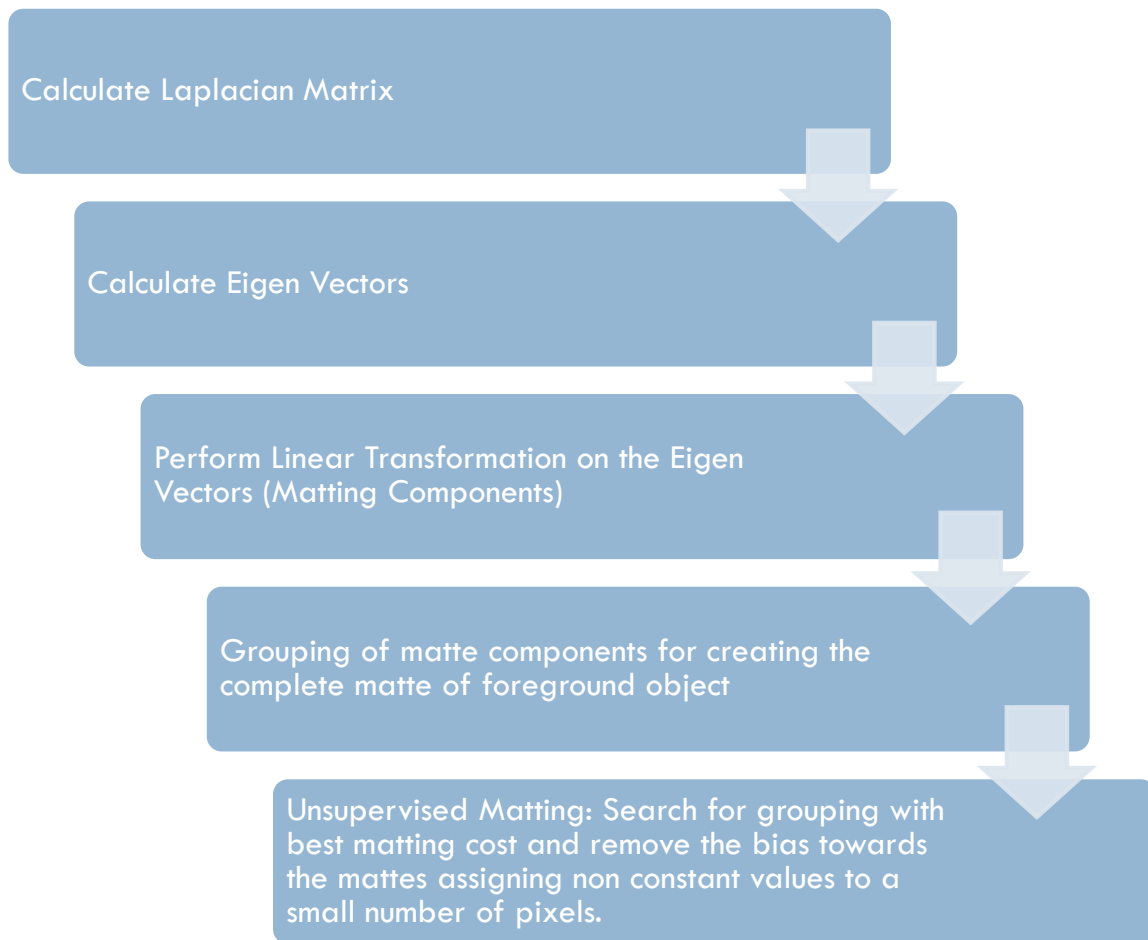 Calculate Laplacian Matrix
Calculate Eigen Vectors
Perform Linear Transformation on the Eigen
Vectors (Matting Components)
Grouping of matte components for creating the
complete matte of foreground object
Unsupervised Matting: Search for grouping with
best matting cost and remove the bias towards
the mattes assigning non constant values to a
small number of pixels.